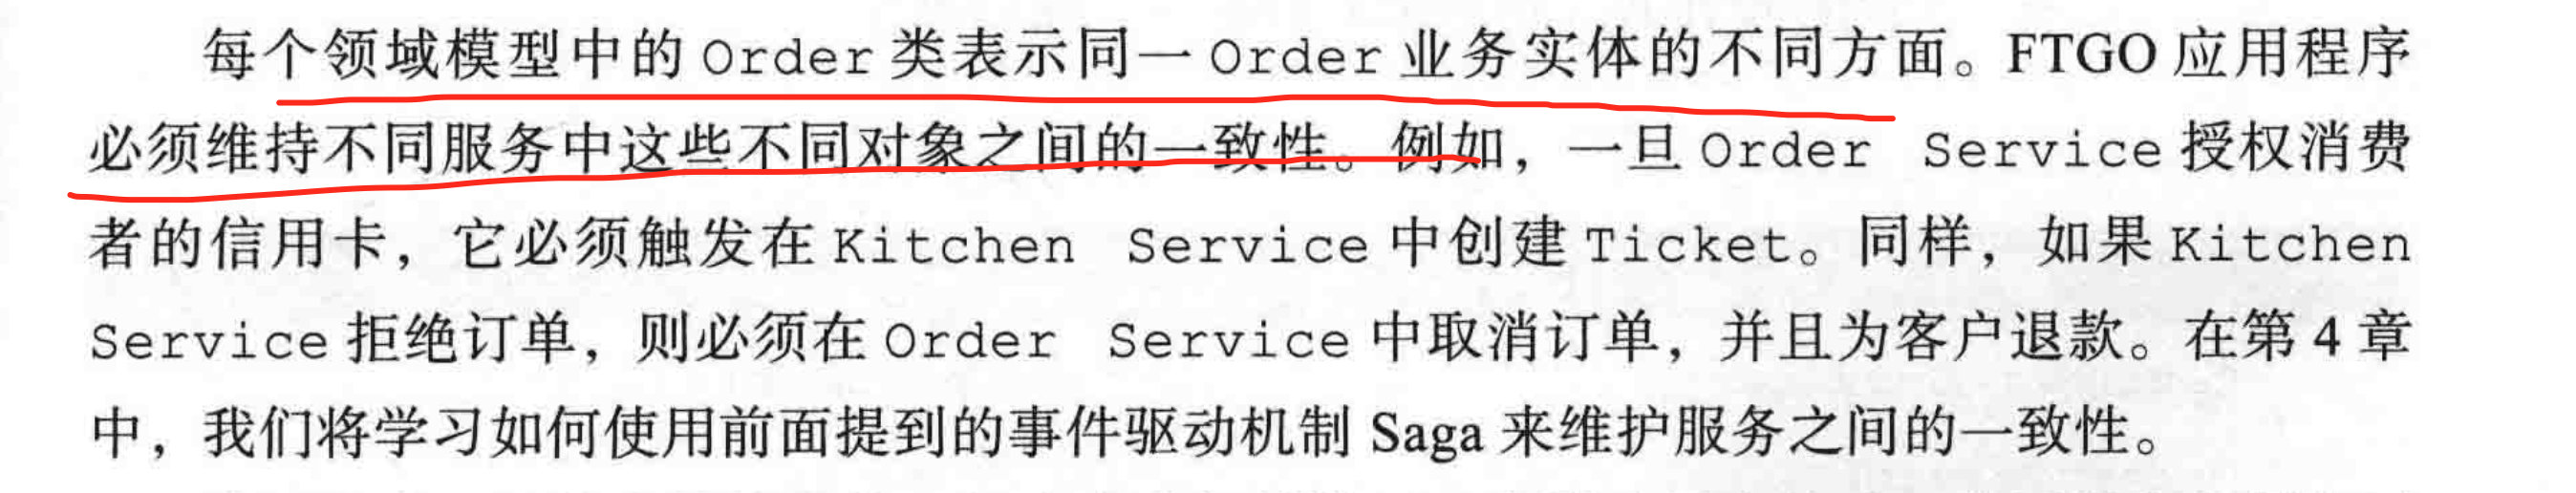 每个领域模型中的 Order 类表示同一 Order 业务实体的不同方面。FTGO 应用程序
必须维持不同服务中这些不同对象之间的一致性。例如，一旦 Order Service 授权消费
者的信用卡，它必须触发在 Kitchen Service 中创建 Ticket。同样，如果 Kitchen
Service 拒绝订单，则必须在 Order Service 中取消订单，并且为客户退款。在第 4 章
中，我们将学习如何使用前面提到的事件驱动机制 Saga 来维护服务之间的一致性。